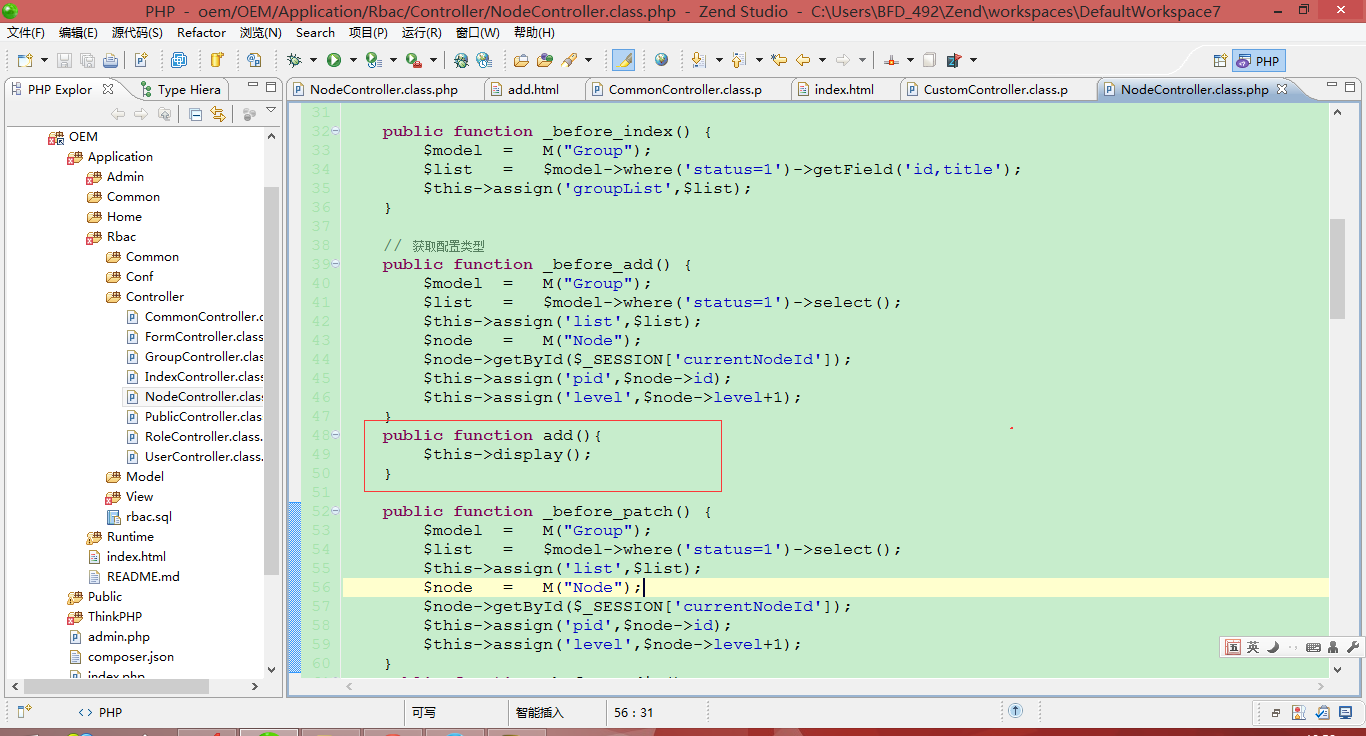 PHP - oem/OEM/Application/Rbac/Controller/NodeController.class.php - Zend Studio - C:\Users\BFD_492\Zend\workspaces\DefaultWorkspace7
文件(F) 编辑(E) 源代码(S) Refactor 浏览(N) Search 项目(P) 运行(R) 窗口(W) 帮助(H)
PHP
PHP Explor
Type Hiera
NodeController.class.php
add.html
CommonController.class.p
index.html
CustomController.class.p
NodeController.class.php
OEM
Application
Admin
Common
Home
Rbac
Common
Conf
Controller
CommonController.c
FormController.class
GroupController.clas
IndexController.class
NodeController.class
PublicController.clas
RoleController.class.
UserController.class.
Model
View
rbac.sql
Runtime
index.html
README.md
Public
ThinkPHP
admin.php
composer.json
index.php
31
32 public function _before_index() {
33 $model = M("Group");
34 $list = $model->where('status=1')->getField('id,title');
35 $this->assign('groupList',$list);
36 }
37
38 // 获取配置类型
39 public function _before_add() {
40 $model = M("Group");
41 $list = $model->where('status=1')->select();
42 $this->assign('list',$list);
43 $node = M("Node");
44 $node->getById($_SESSION['currentNodeId']);
45 $this->assign('pid',$node->id);
46 $this->assign('level',$node->level+1);
47 }
48 public function add(){
49 $this->display();
50 }
51
52 public function _before_patch() {
53 $model = M("Group");
54 $list = $model->where('status=1')->select();
55 $this->assign('list',$list);
56 $node = M("Node");
57 $node->getById($_SESSION['currentNodeId']);
58 $this->assign('pid',$node->id);
59 $this->assign('level',$node->level+1);
60 }
五 英
<> PHP
可写
智能插入
56 : 31